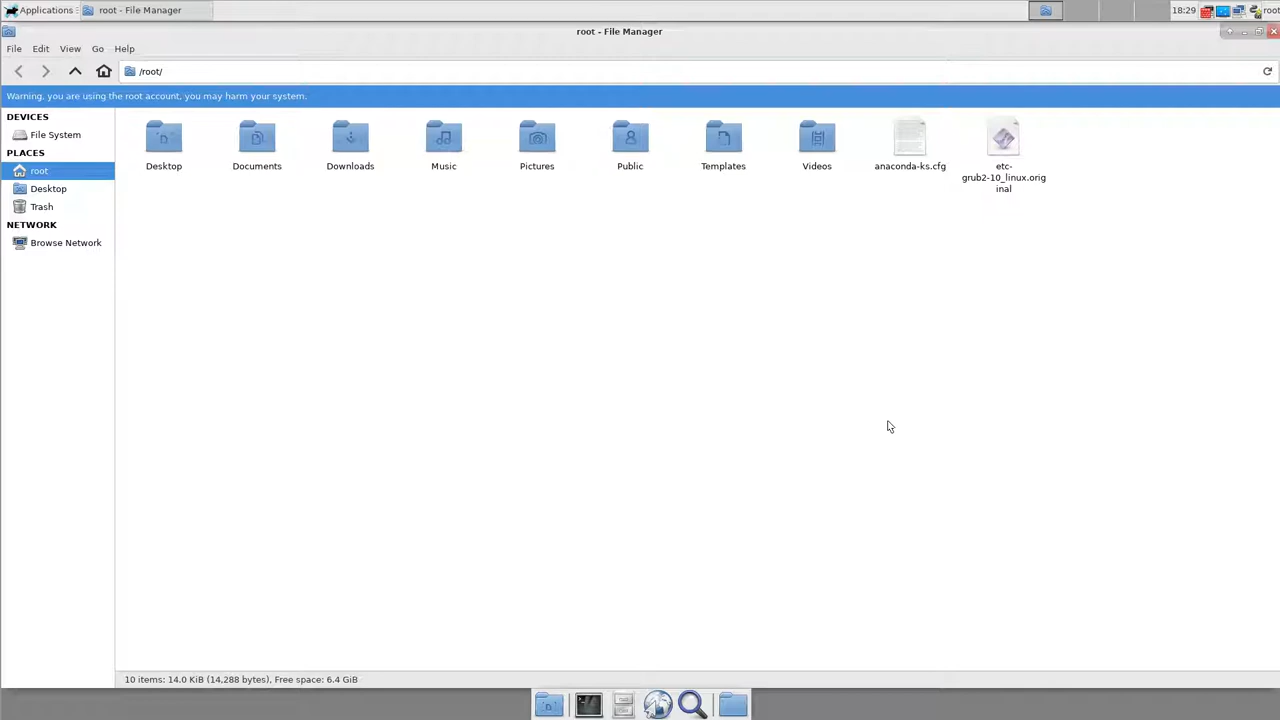 Applications
root - File Manager
18:29
root
root - File Manager
File Edit View Go Help
/root/
Warning, you are using the root account, you may harm your system.
DEVICES
File System
PLACES
root
Desktop
Trash
NETWORK
Browse Network
Desktop
Documents
Downloads
Music
Pictures
Public
Templates
Videos
anaconda-ks.cfg
etc-
grub2-10_linux.orig
inal
10 items: 14.0 KiB (14,288 bytes), Free space: 6.4 GiB